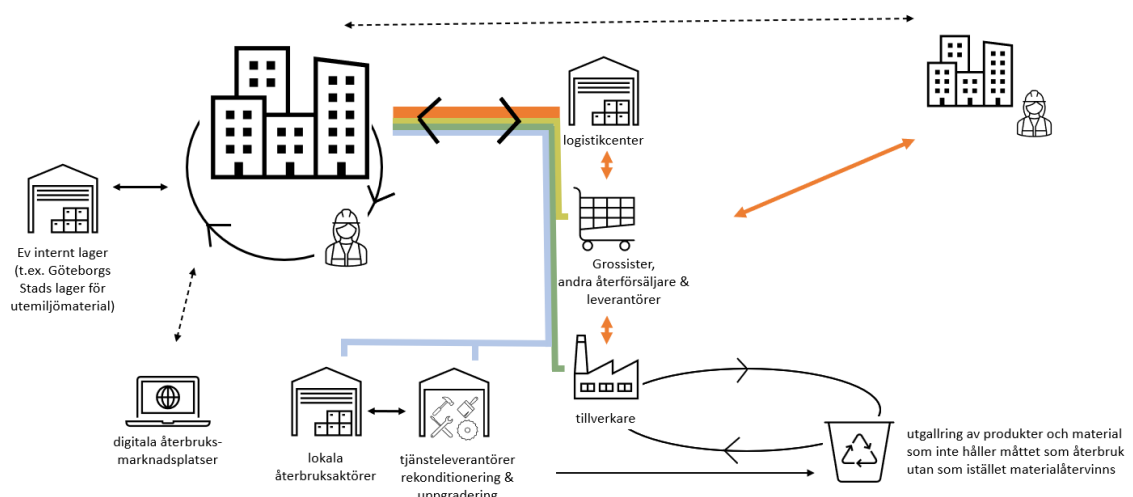 logistikcenter
Ev internt lager
(t.ex. Göteborgs
Stads lager för
utemiljömaterial)
Grossister,
andra återförsäljare &
leverantörer
tillverkare
digitala återbruks-
marknadsplatser
lokala
återbruksaktörer
tjänsteleverantörer
rekonditionering &
uppgradering
utgallring av produkter och material
som inte håller måttet som återbruk
utan som istället materialåtervinns